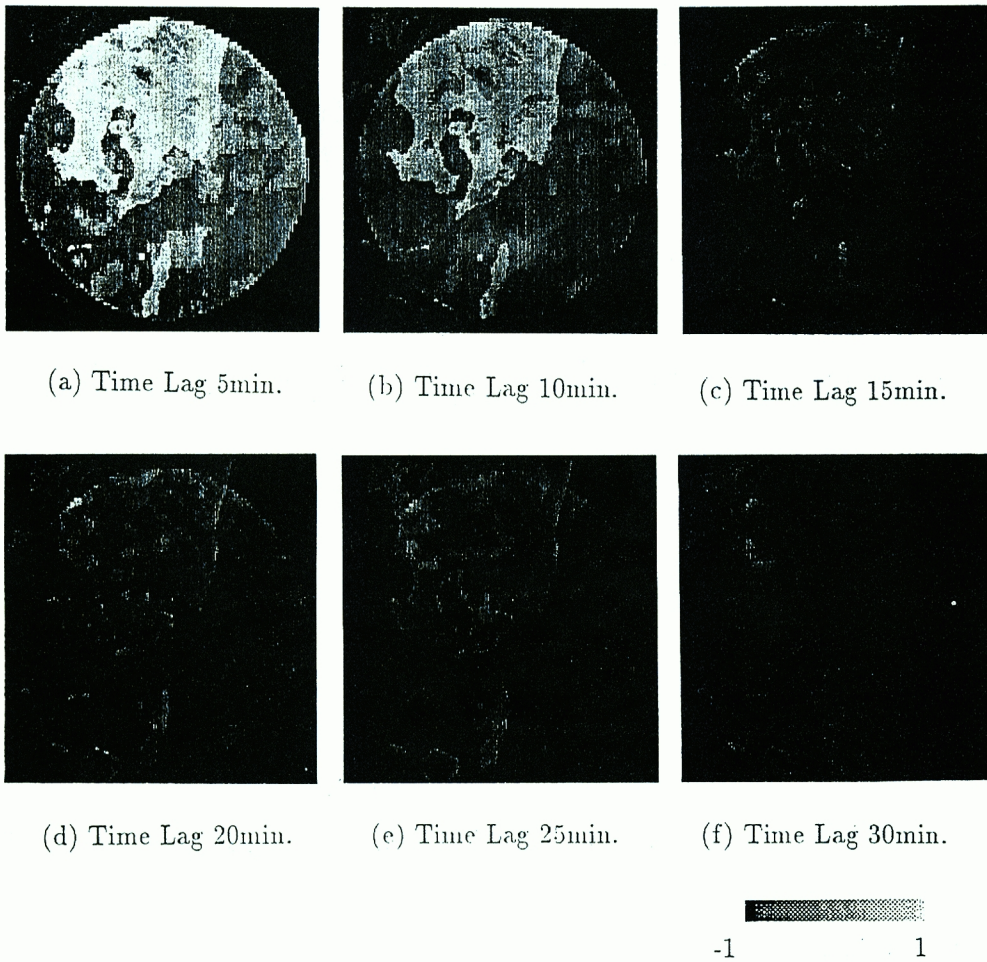 (a) Time Lag 5min.
(b) Time Lag 10min.
(c) Time Lag 15min.
(d) Time Lag 20min.
(e) Time Lag 25min.
(f) Time Lag 30min.
-1 1